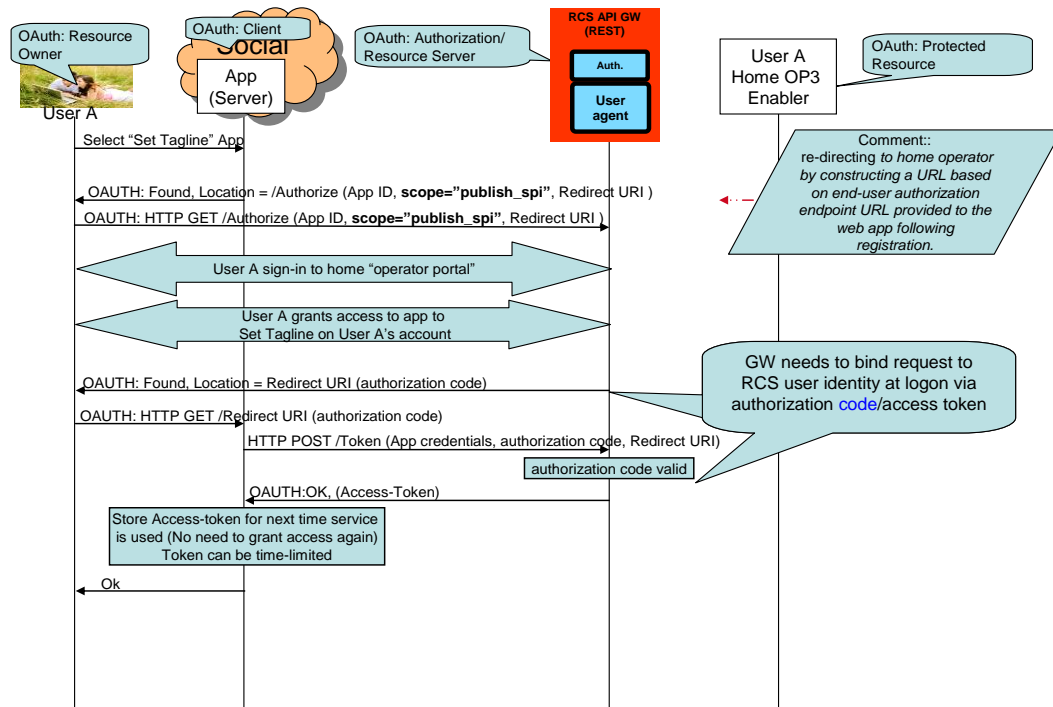 OAuth: Resource
Owner
User A
OAuth: Client
Social
App
(Server)
OAuth: Authorization/
Resource Server
RCS API GW
(REST)
Auth.
User
agent
User A
Home OP3
Enabler
OAuth: Protected
Resource
Select “Set Tagline” App
Comment::
re-directing to home operator
by constructing a URL based
on end-user authorization
endpoint URL provided to the
web app following
registration.
OAUTH: Found, Location = /Authorize (App ID, scope=”publish_spi”, Redirect URI )
OAUTH: HTTP GET /Authorize (App ID, scope=”publish_spi”, Redirect URI )
User A sign-in to home “operator portal”
User A grants access to app to
Set Tagline on User A’s account
GW needs to bind request to
RCS user identity at logon via
authorization code/access token
OAUTH: Found, Location = Redirect URI (authorization code)
OAUTH: HTTP GET /Redirect URI (authorization code)
HTTP POST /Token (App credentials, authorization code, Redirect URI)
authorization code valid
OAUTH:OK, (Access-Token)
Store Access-token for next time service
is used (No need to grant access again)
Token can be time-limited
Ok